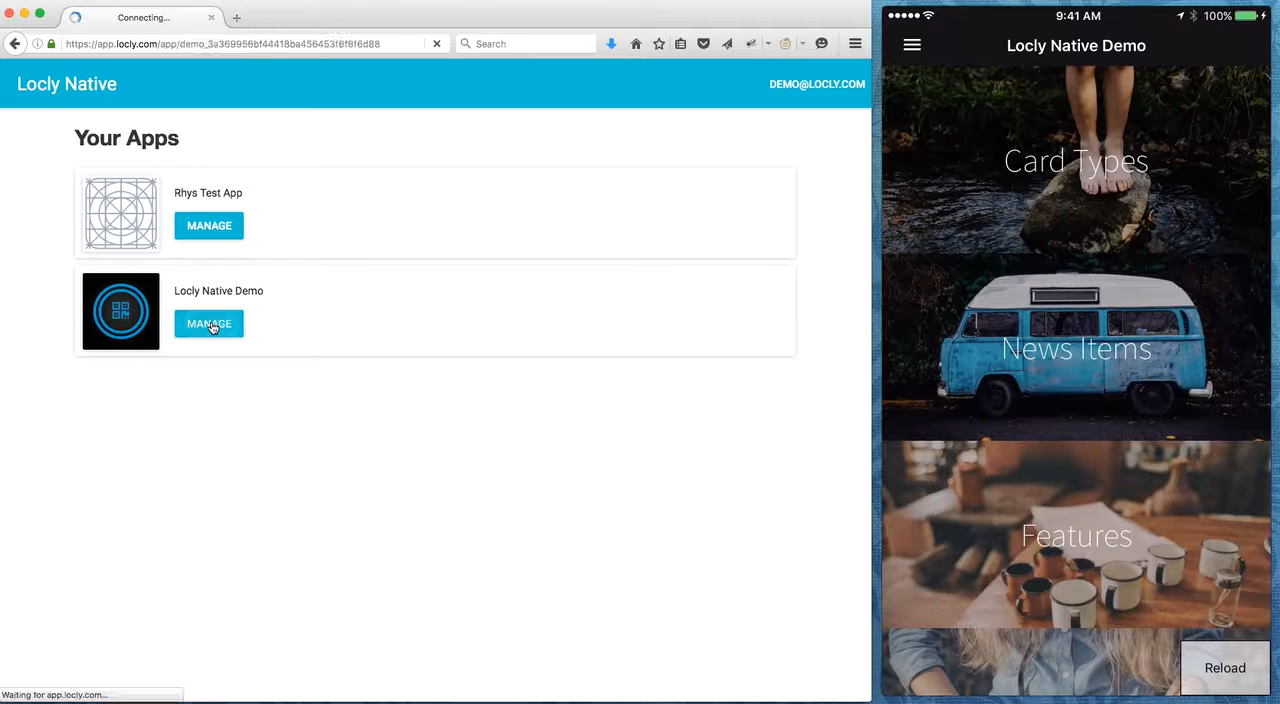 Connecting...
https://app.locly.com/app/demo_3a369956bf44418ba456453f6f6f6d88
Search
Locly Native
DEMO@LOCLY.COM
Your Apps
Rhys Test App
MANAGE
Locly Native Demo
MANAGE
Waiting for app.locly.com...
9:41 AM
100%
Locly Native Demo
Card Types
News Items
Features
Reload